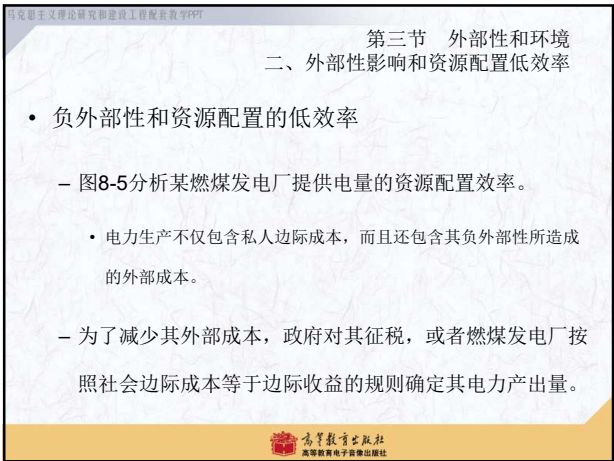 马克思主义理论研究和建设工程配套教学PPT
第三节 外部性和环境
二、外部性影响和资源配置低效率
• 负外部性和资源配置的低效率
– 图8-5分析某燃煤发电厂提供电量的资源配置效率。
• 电力生产不仅包含私人边际成本，而且还包含其负外部性所造成
的外部成本。
– 为了减少其外部成本，政府对其征税，或者燃煤发电厂按
照社会边际成本等于边际收益的规则确定其电力产出量。
高等教育出版社
高等教育电子音像出版社